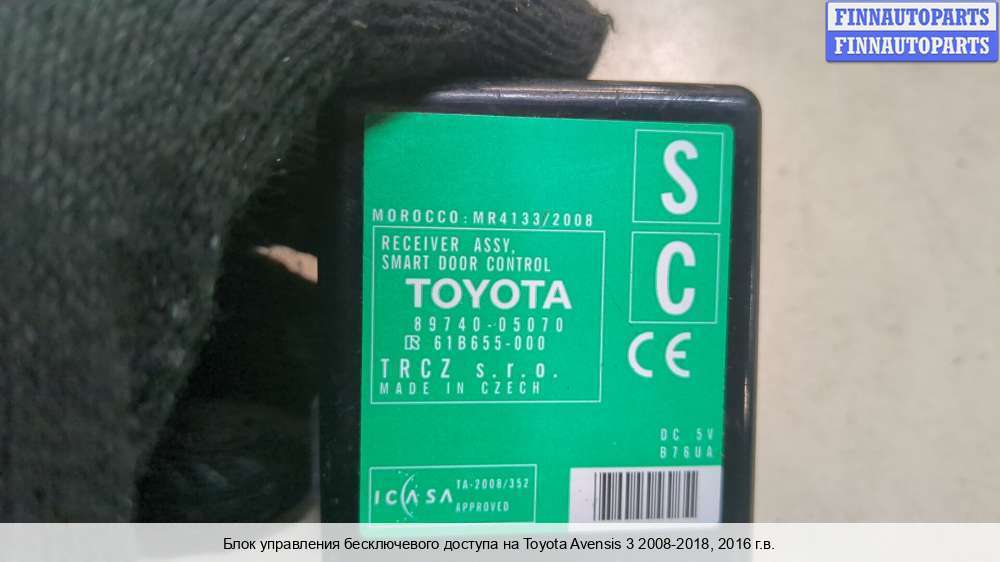 FINNAUTOPARTS
FINNAUTOPARTS
S
MOROCCO: MR4133/2008
RECEIVER ASSY,
SMART DOOR CONTROL
TOYOTA
89740-05070
61B655-000
TRCZ s.r.o.
MADE IN CZECH
C
CE
DC 5V
B76UA
ICASA
TA-2008/352
APPROVED
Блок управления бесключевого доступа на Toyota Avensis 3 2008-2018, 2016 г.в.